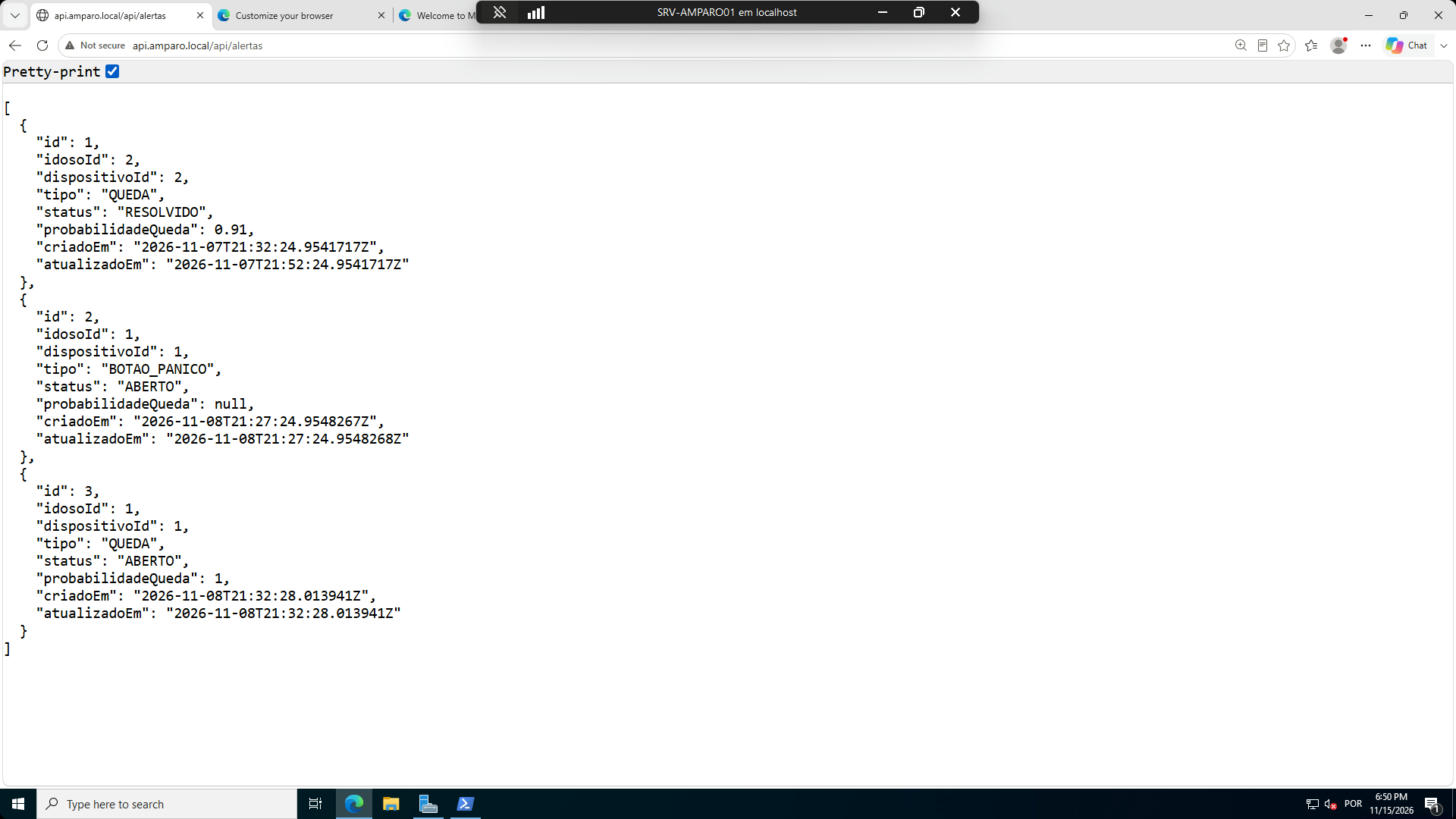 api.amparo.local/api/alertas
Customize your browser
Welcome to M
SRV-AMPARO01 em localhost
Not secure api.amparo.local/api/alertas
Chat
Pretty-print
[
{
"id": 1,
"idosoId": 2,
"dispositivoId": 2,
"tipo": "QUEDA",
"status": "RESOLVIDO",
"probabilidadeQueda": 0.91,
"criadoEm": "2026-11-07T21:32:24.9541717Z",
"atualizadoEm": "2026-11-07T21:52:24.9541717Z"
},
{
"id": 2,
"idosoId": 1,
"dispositivoId": 1,
"tipo": "BOTAO_PANICO",
"status": "ABERTO",
"probabilidadeQueda": null,
"criadoEm": "2026-11-08T21:27:24.9548267Z",
"atualizadoEm": "2026-11-08T21:27:24.9548268Z"
},
{
"id": 3,
"idosoId": 1,
"dispositivoId": 1,
"tipo": "QUEDA",
"status": "ABERTO",
"probabilidadeQueda": 1,
"criadoEm": "2026-11-08T21:32:28.013941Z",
"atualizadoEm": "2026-11-08T21:32:28.013941Z"
}
]
Type here to search
POR
6:50 PM
11/15/2026
1